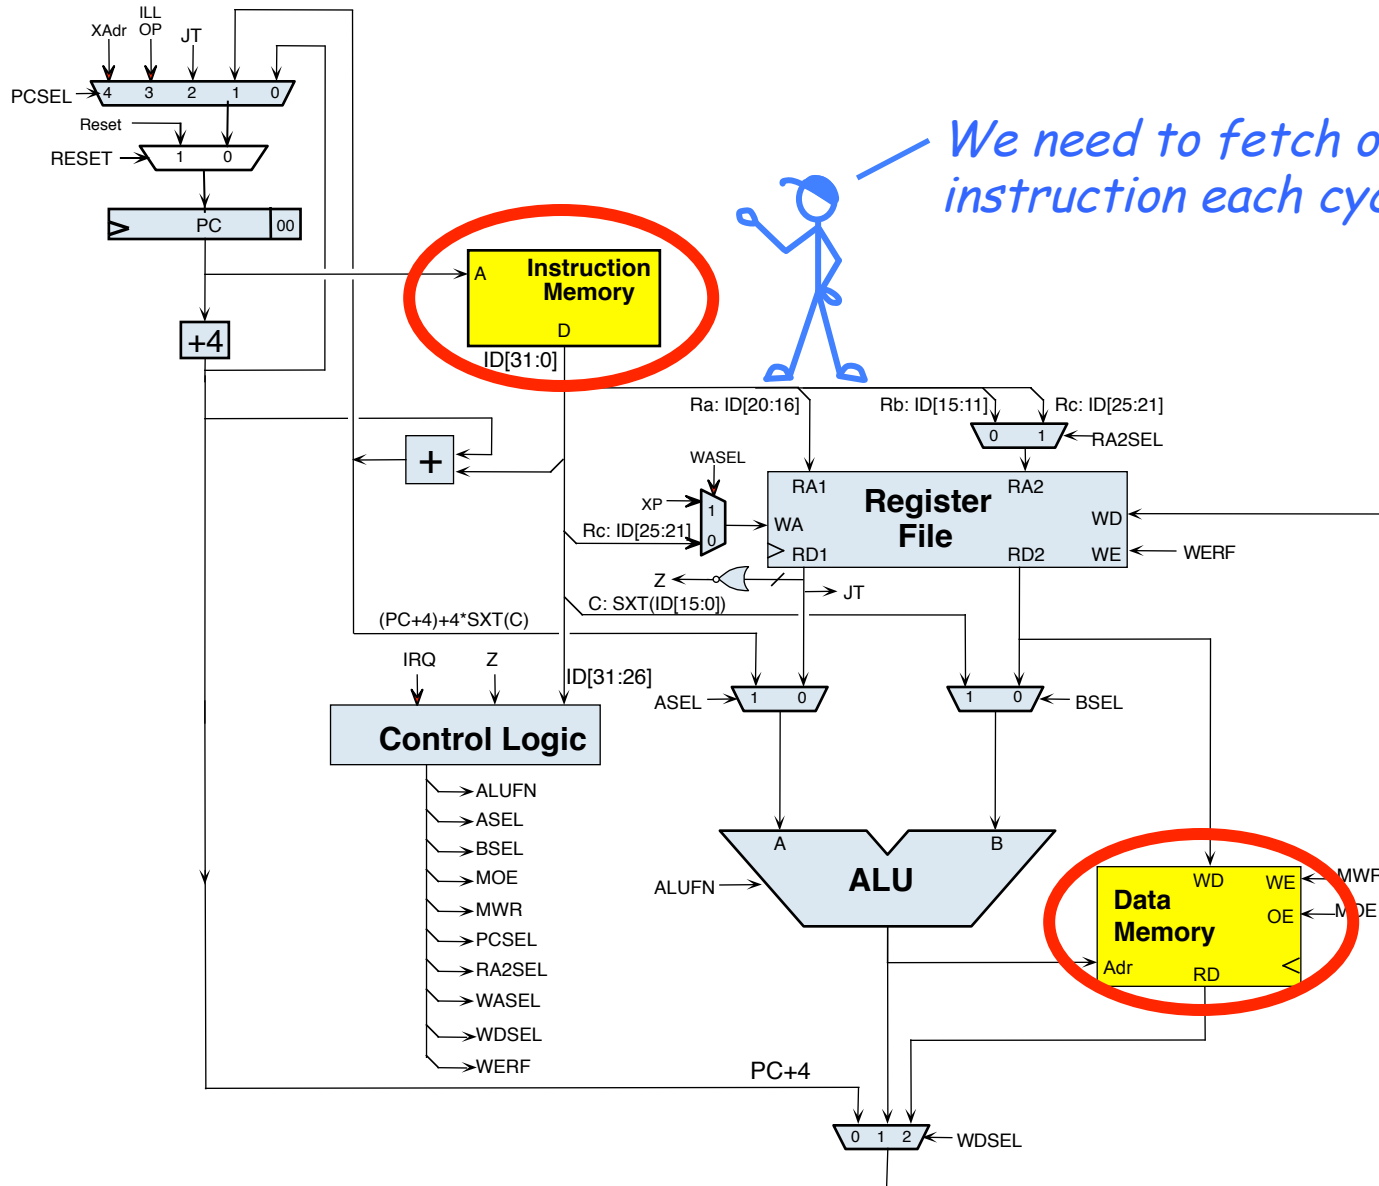 ILL
XAdr OP JT
PCSEL 4 3 2 1 0
Reset
RESET 1 0
PC 00
We need to fetch
instruction each
A Instruction
Memory
D
+4
ID[31:0]
Ra: ID[20:16] Rb: ID[15:11] Rc: ID[25:21]
0 1 RA2SEL
+
WASEL
XP 1
Rc: ID[25:21] 0
RA1 RA2
Register
File
WA WD
RD1 RD2 WE WERF
Z JT
C: SXT(ID[15:0])
(PC+4)+4*SXT(C)
IRQ Z ID[31:26]
ASEL 1 0 1 0 BSEL
Control Logic
ALUFN
ASEL
BSEL
MOE
MWR
PCSEL
RA2SEL
WASEL
WDSEL
WERF
A B
ALU
ALUFN
WD WE MWR
Data
Memory
OE MOE
Adr RD
PC+4
0 1 2 WDSEL